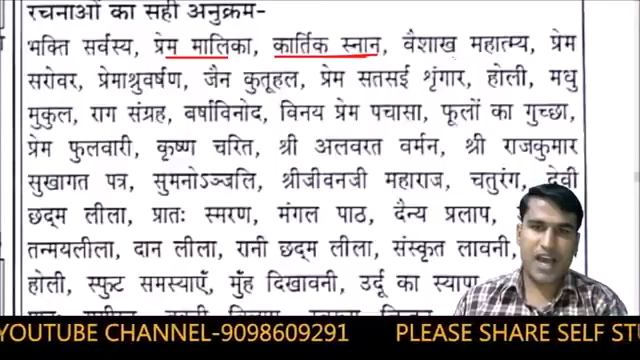 रचनाओं का सही अनुक्रम-
भक्ति सर्वस्य, प्रेम मालिका, कार्तिक स्नान, वैशाख महात्म्य, प्रेम
सरोवर, प्रेमाश्रुवर्षण, जैन कुतूहल, प्रेम सतसई शृंगार, होली, मधु
मुकुल, राग संग्रह, बर्षाविनोद, विनय प्रेम पचासा, फूलों का गुच्छा,
प्रेम फुलवारी, कृष्ण चरित, श्री अलवरत वर्मन, श्री राजकुमार
सुखागत पत्र, सुमनोऽञ्जलि, श्रीजीवनजी महाराज, चतुरंग, देवी
छद्म लीला, प्रातः स्मरण, मंगल पाठ, दैन्य प्रलाप,
तन्मयलीला, दान लीला, रानी छद्म लीला, संस्कृत लावनी,
होली, स्फुट समस्याएँ, मुँह दिखावनी, उर्दू का स्यापा
YOUTUBE CHANNEL-9098609291 PLEASE SHARE SELF